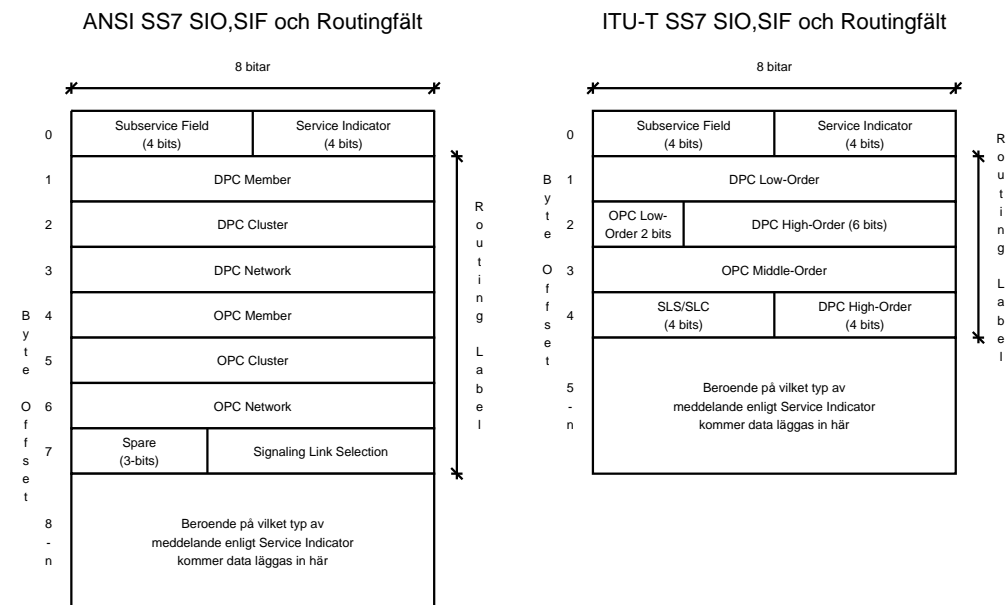 ANSI SS7 SIO,SIF och Routingfält
8 bitar
0
Subservice Field
(4 bits)
Service Indicator
(4 bits)
1
DPC Member
2
DPC Cluster
3
DPC Network
4
OPC Member
5
OPC Cluster
6
OPC Network
7
Spare
(3-bits)
Signaling Link Selection
8
-
n
Beroende på vilket typ av
meddelande enligt Service Indicator
kommer data läggas in här
Byte Offset
Routing Label
ITU-T SS7 SIO,SIF och Routingfält
8 bitar
0
Subservice Field
(4 bits)
Service Indicator
(4 bits)
1
DPC Low-Order
2
OPC Low-
Order 2 bits
DPC High-Order (6 bits)
3
OPC Middle-Order
4
SLS/SLC
(4 bits)
DPC High-Order
(4 bits)
5
-
n
Beroende på vilket typ av
meddelande enligt Service Indicator
kommer data läggas in här
Byte Offset
Routing Label